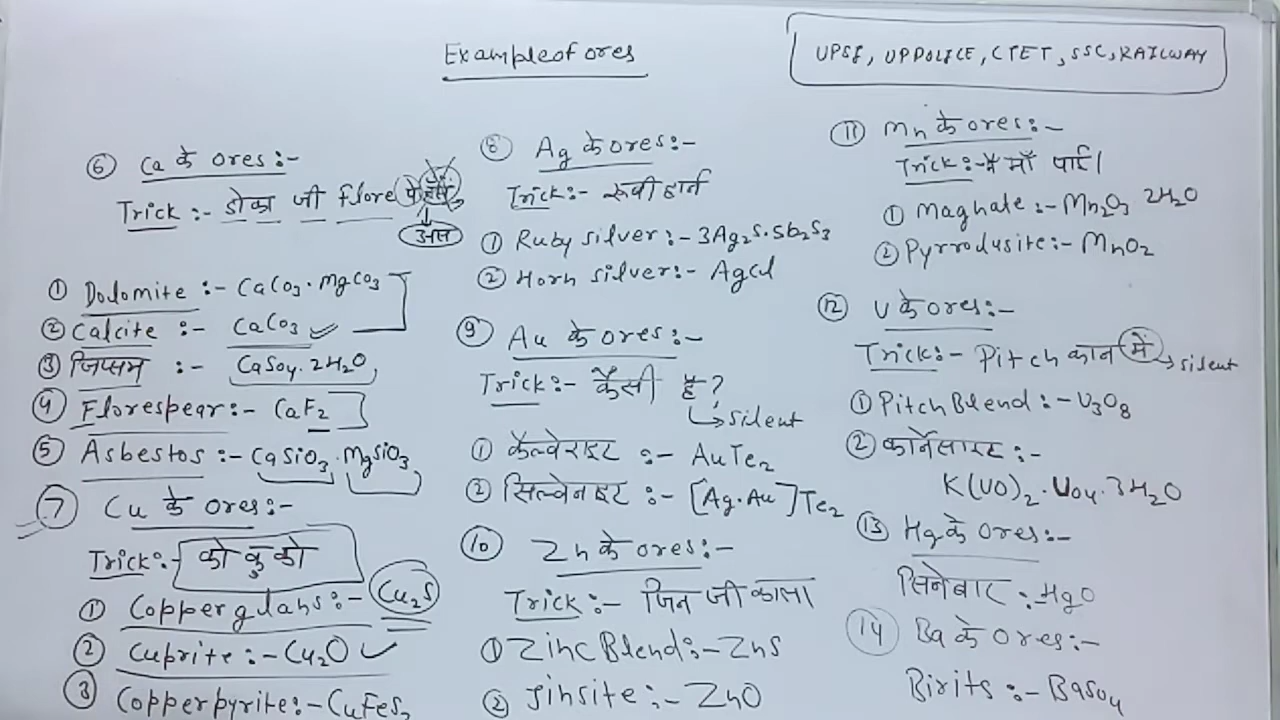 Example of ores
UPSI, UPPOLICE, CTET, SSC, RAILWAY
⑥ Ca के ores:-
Trick:- डोका जी flore पे
अस
① Dolomite:- CaCo3.MgCo3
② Calcite:- CaCo3
③ जिप्सम:- CaSo4.2H2O
④ Florespear:- CaF2
⑤ Asbestos:- CaSiO3.MgSiO3
⑦ Cu के ores:-
Trick:- को कु को
① Copperglans:- Cu2S
② Cuprite:- Cu2O
③ Copperpyrite:- CuFeS2
⑧ Ag के ores:-
Trick:- रूबी हार्न
① Ruby silver:- 3Ag2S.Sb2S3
② Horn silver:- AgCl
⑨ Au के ores:-
Trick:- कैसी है?
silent
① कैल्वेराइट:- AuTe2
② सिल्वेनाइट:- [Ag.Au]Te2
⑩ Zn के ores:-
Trick:- जिन जी काला
① Zinc Blend:- ZnS
② Jinsite:- ZnO
⑪ Mn के ores:-
Trick:- मैं माँ पाई।
① Maghate:- Mn2O3 2H2O
② Pyrrodusite:- MnO2
⑫ U के ores:-
Trick:- Pitch कान में silent
① Pitch Blend:- U3O8
② कार्नेलाइट:-
K(UO)2.UO4.3H2O
⑬ Hg के ores:-
सिनेबार:- HgO
⑭ Ba के ores:-
Birits:- BaSO4